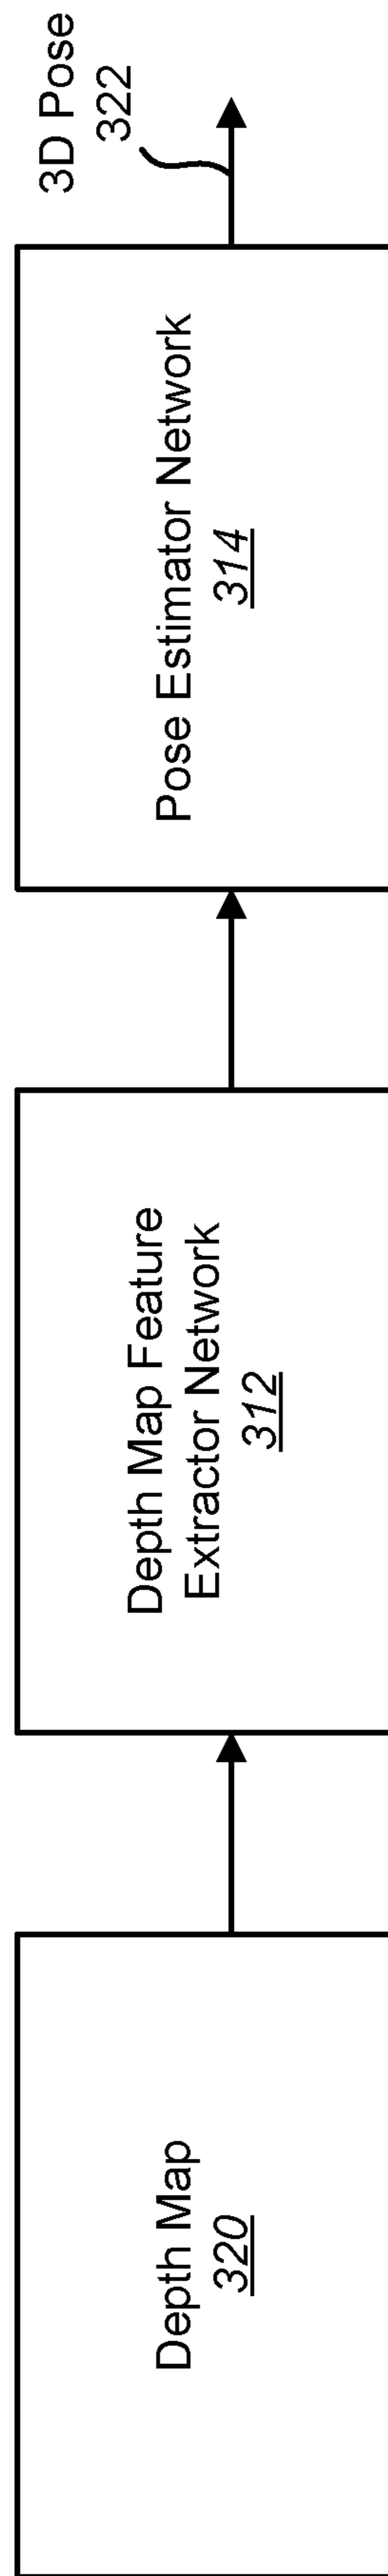 Depth Map
320
Depth Map Feature
Extractor Network
312
Pose Estimator Network
314
3D Pose
322